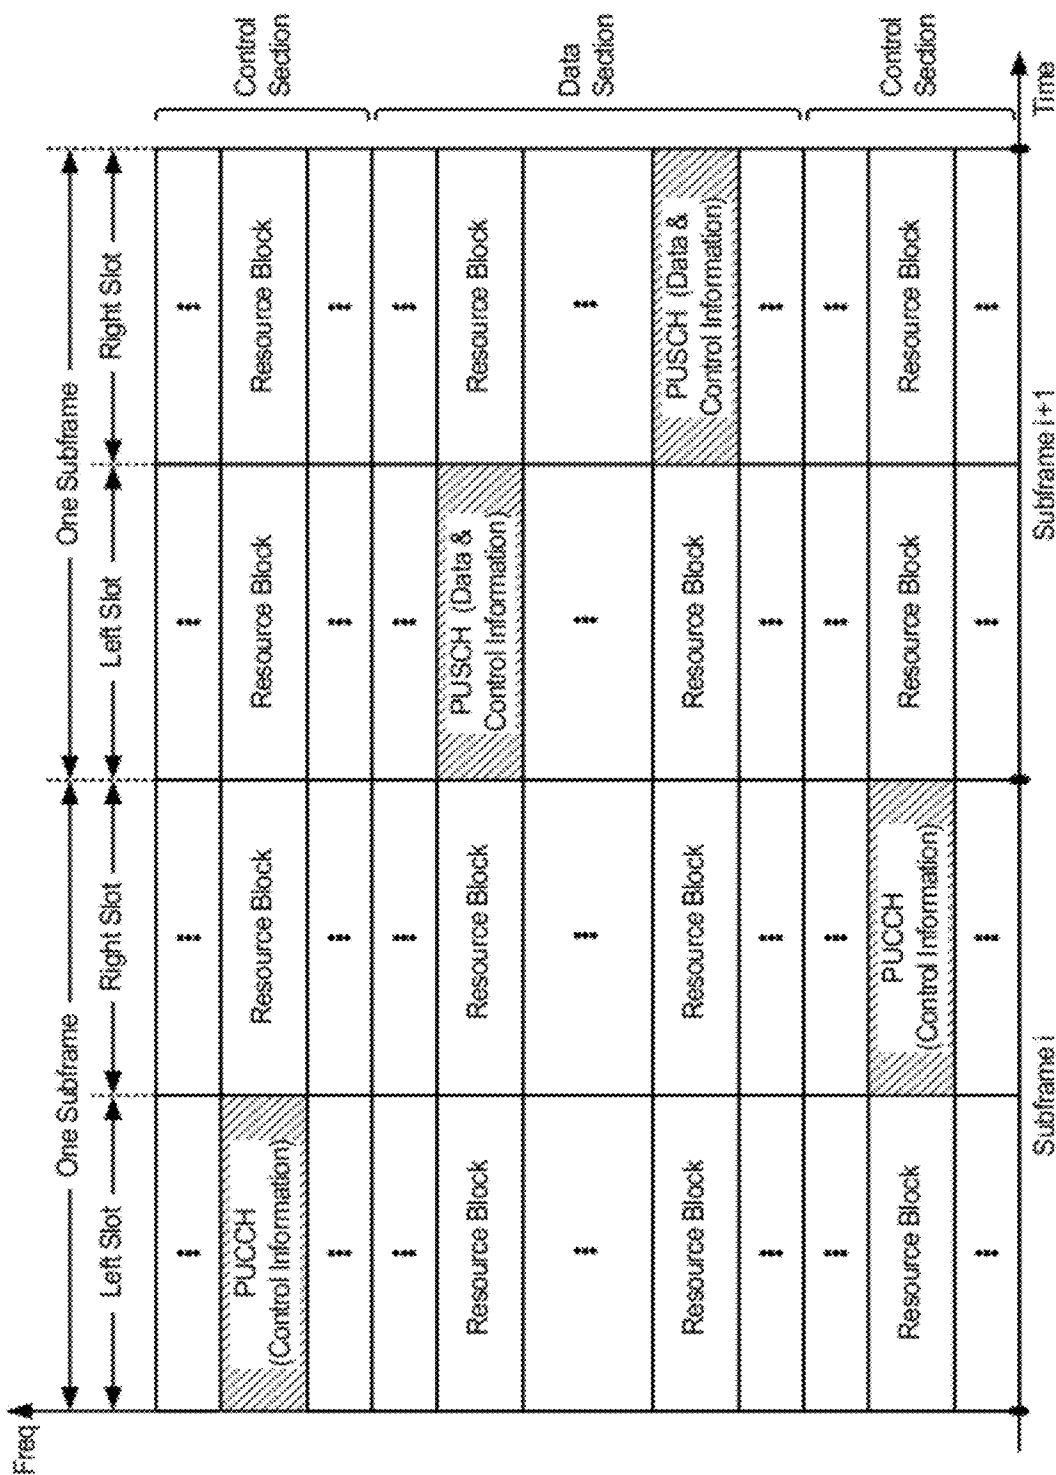 Freq
One Subframe
One Subframe
Left Slot
Right Slot
Left Slot
Right Slot
...
...
...
...
Control
Section
PUCCH
(Control Information)
Resource Block
Resource Block
Resource Block
...
...
...
...
...
...
...
...
Data
Section
Resource Block
Resource Block
PUSCH (Data &
Control Information)
Resource Block
...
...
...
...
Resource Block
Resource Block
Resource Block
PUSCH (Data &
Control Information)
...
...
...
...
...
...
...
...
Control
Section
Resource Block
PUCCH
(Control Information)
Resource Block
Resource Block
...
...
...
...
Time
Subframe i
Subframe i+1